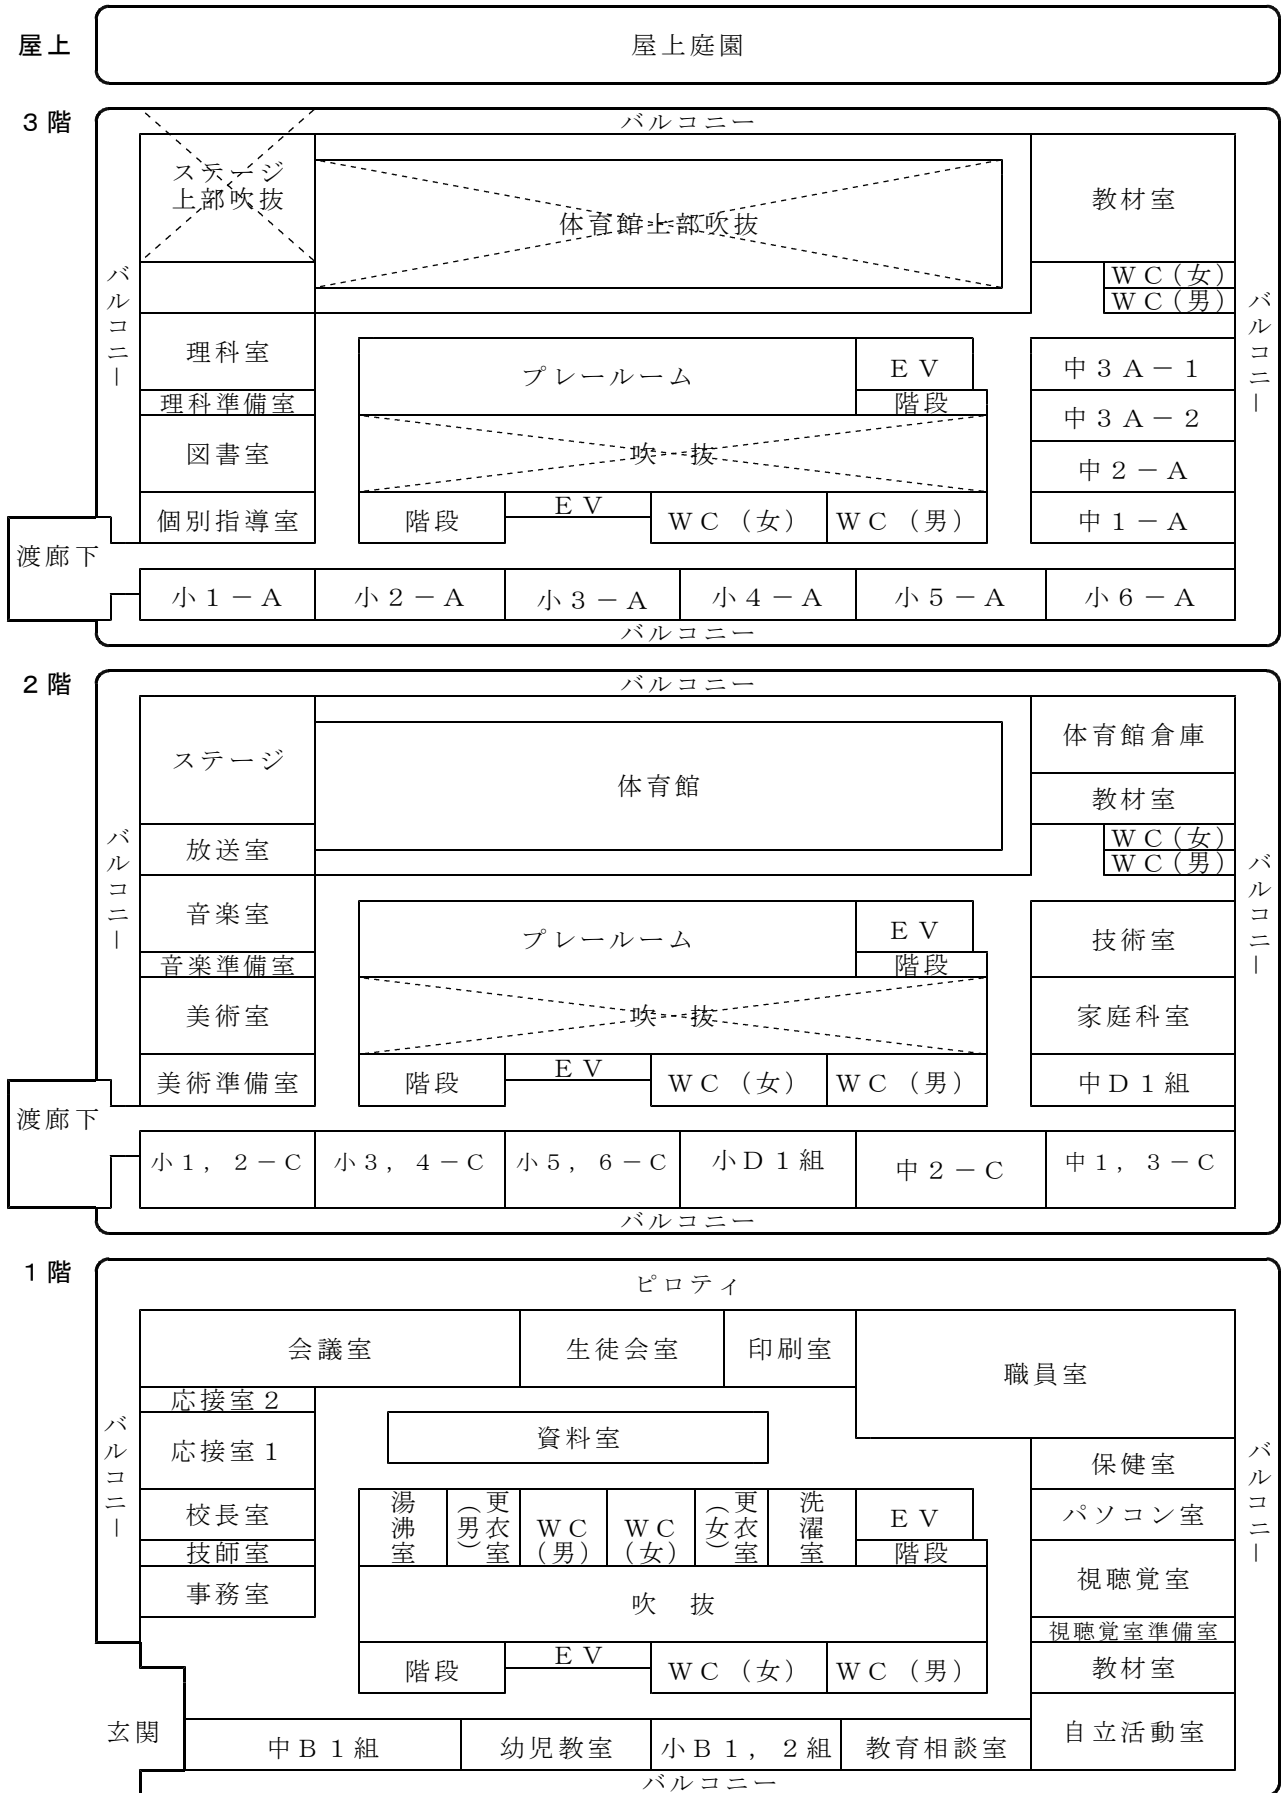 屋上
屋上庭園
3階
バルコニー
ステージ
上部吹抜
体育館上部吹抜
教材室
WC(女)
WC(男)
バルコニー
バルコニー
理科室
プレールーム
EV
階段
中3A－1
理科準備室
中3A－2
図書室
吹抜
中2－A
個別指導室
階段
EV
WC(女)
WC(男)
中1－A
渡廊下
小1－A
小2－A
小3－A
小4－A
小5－A
小6－A
バルコニー
2階
バルコニー
ステージ
体育館
体育館倉庫
教材室
放送室
WC(女)
WC(男)
バルコニー
バルコニー
音楽室
プレールーム
EV
階段
技術室
音楽準備室
美術室
吹抜
家庭科室
美術準備室
階段
EV
WC(女)
WC(男)
中D1組
渡廊下
小1，2－C
小3，4－C
小5，6－C
小D1組
中2－C
中1，3－C
バルコニー
1階
ピロティ
会議室
生徒会室
印刷室
職員室
応接室2
応接室1
資料室
バルコニー
バルコニー
保健室
校長室
湯沸室
更衣室(男)
WC
(男)
WC
(女)
更衣室(女)
洗濯室
EV
階段
パソコン室
技師室
視聴覚室
事務室
吹 抜
視聴覚室準備室
階段
EV
WC(女)
WC(男)
教材室
玄関
中B1組
幼児教室
小B1，2組
教育相談室
自立活動室
バルコニー